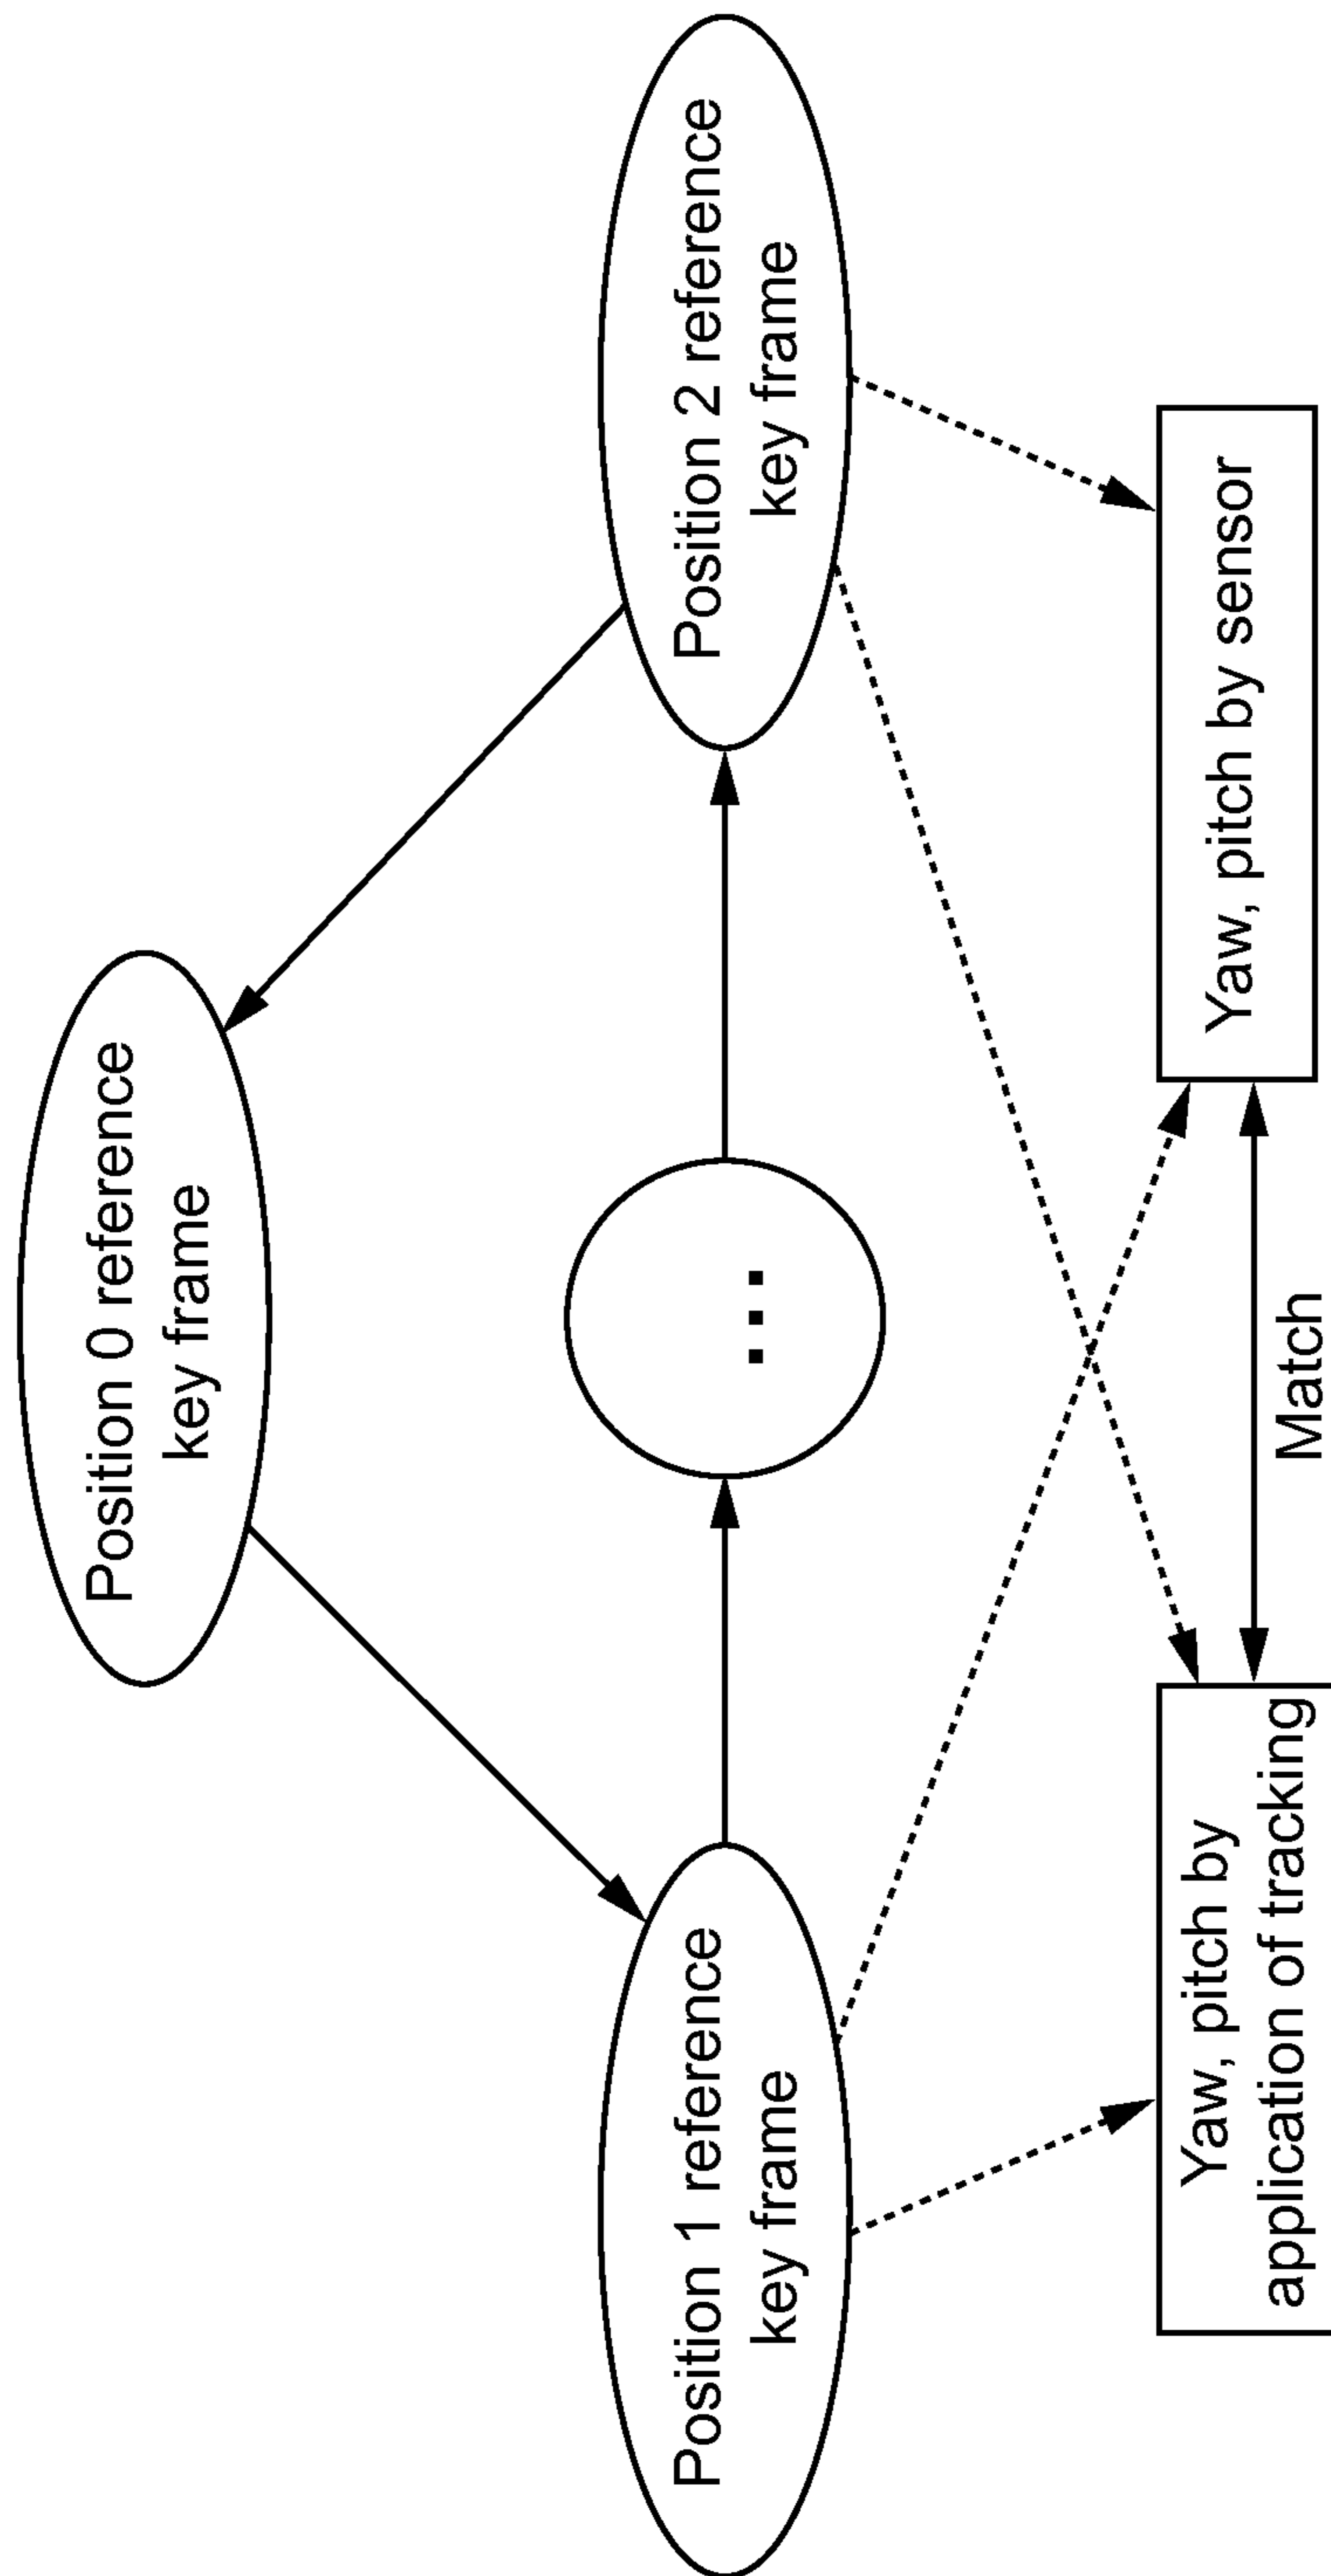 Position 0 reference
key frame
Position 1 reference
key frame
...
Position 2 reference
key frame
Yaw, pitch by
application of tracking
Match
Yaw, pitch by sensor